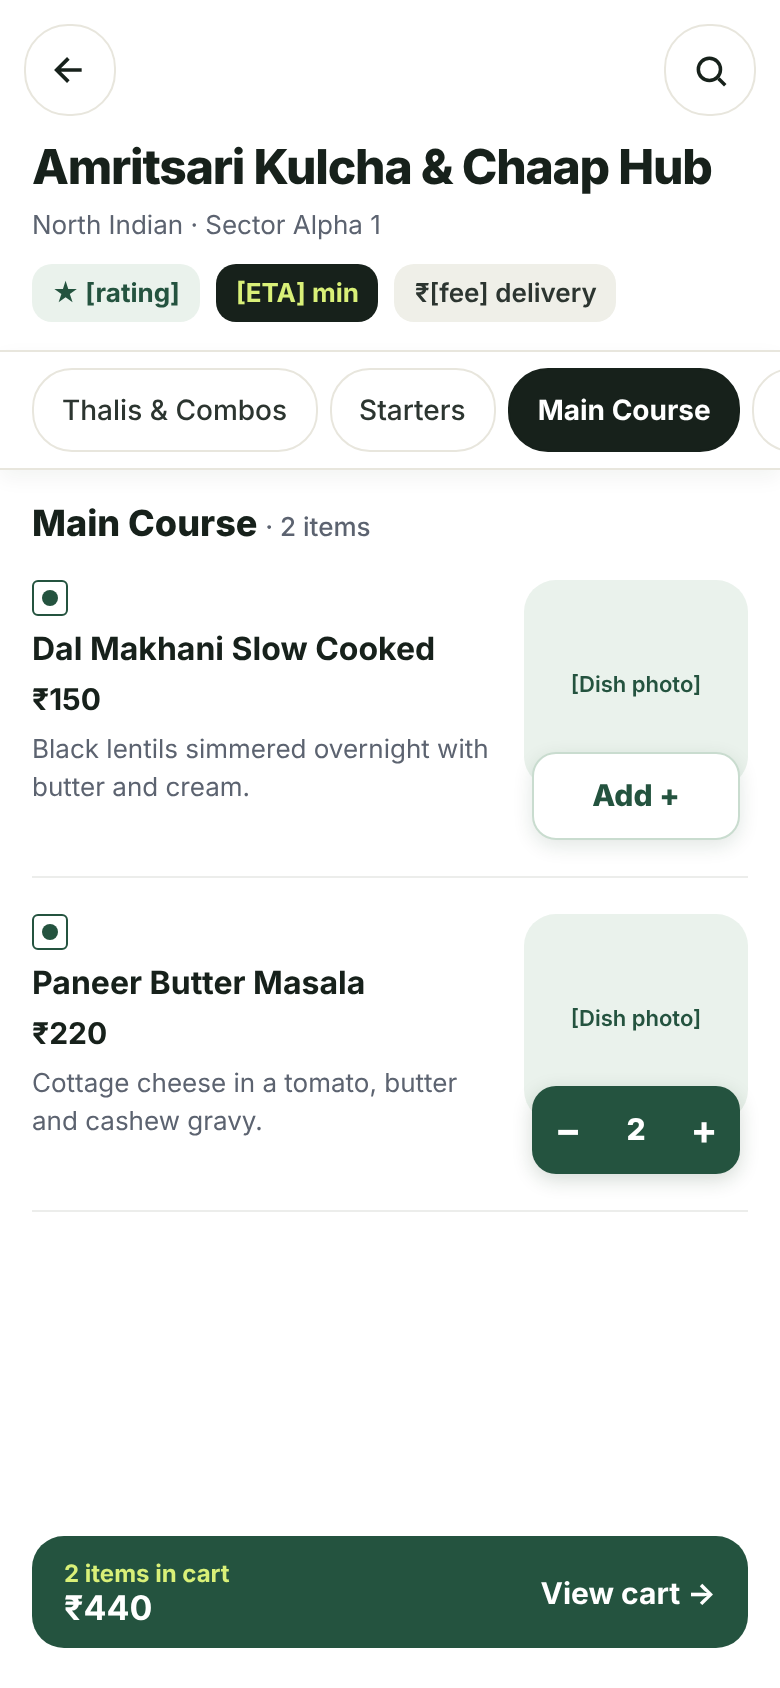 Amritsari Kulcha & Chaap Hub
North Indian · Sector Alpha 1
★ [rating] [ETA] min ₹[fee] delivery
Thalis & Combos Starters Main Course
Main Course · 2 items
Dal Makhani Slow Cooked
₹150
Black lentils simmered overnight with
butter and cream.
[Dish photo]
Add +
Paneer Butter Masala
₹220
Cottage cheese in a tomato, butter
and cashew gravy.
[Dish photo]
− 2 +
2 items in cart
₹440
View cart →